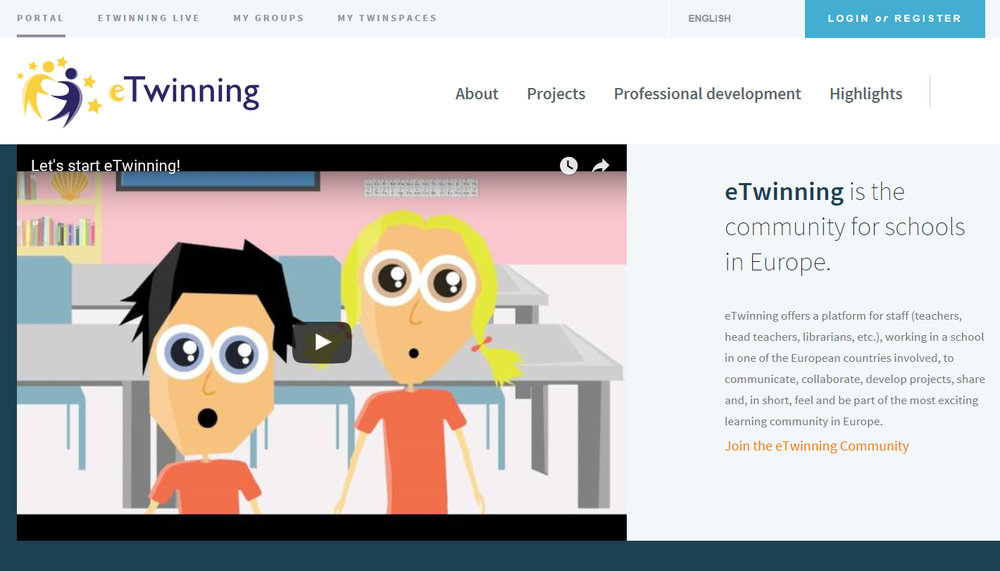 PORTAL ETWINNING LIVE MY GROUPS MY TWINSPACES ENGLISH LOGIN or REGISTER
eTwinning
About Projects Professional development Highlights
Let's start eTwinning!
eTwinning is the
community for schools
in Europe.
eTwinning offers a platform for staff (teachers,
head teachers, librarians, etc.), working in a school
in one of the European countries involved, to
communicate, collaborate, develop projects, share
and, in short, feel and be part of the most exciting
learning community in Europe.
Join the eTwinning Community